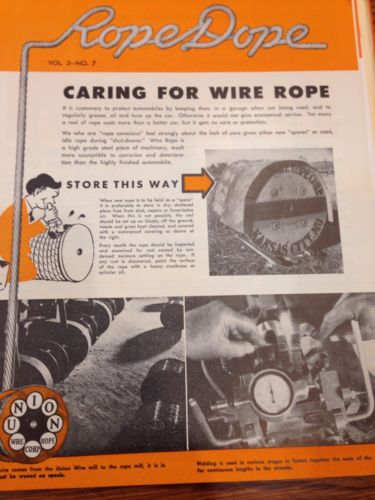 Rope Dope
VOL. 3—NO. 7
CARING FOR WIRE ROPE
It is customary to protect automobiles by keeping them in a garage when not being used, and to
regularly grease, oil and tune up the car. Otherwise it would not give economical service. Yet many
a reel of rope costs more than a better car, but it gets no care or protection.
We who are "rope conscious" feel strongly about the lack of care given either new "spares" or used,
idle rope during "shut-downs." Wire Rope is
a high grade steel piece of machinery, much
more susceptible to corrosion and deteriora-
tion than the highly finished automobile.
STORE THIS WAY
When new rope is to be held as a "spare"
it is preferable to store in dry sheltered
place free from dust, vapors or fume-laden
air. When this is not possible, the reel
should be set up on blocks, off the ground,
weeds and grass kept cleared, and covered
with a waterproof covering as shown at
the right.
Every month the rope should be inspected
and examined for rust caused by con-
densed moisture settling on the rope. If
any rust is discovered, paint the surface
of the rope with a heavy crankcase or
cylinder oil.
WIRE ROPE
KANSAS CITY
UNION
WIRE ROPE
CORP
wire comes from the Union Wire mill to the rope mill, it is in
st be waxed on spools.
Welding is used in various stages to fasten together the ends of the
for continuous lengths in the strands.